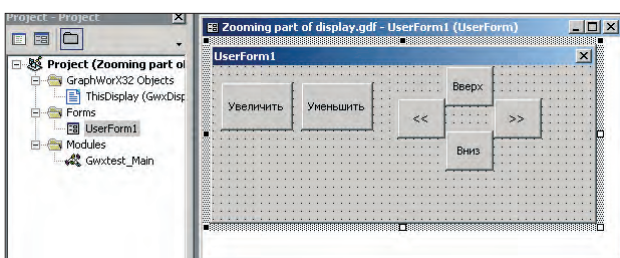 Project - Project
Project (Zooming part of
GraphWorX32 Objects
ThisDisplay (GwxDisp
Forms
UserForm1
Modules
Gwxtest_Main
Zooming part of display.gdf - UserForm1 (UserForm)
UserForm1
Увеличить
Уменьшить
Вверх
<<
>>
Вниз